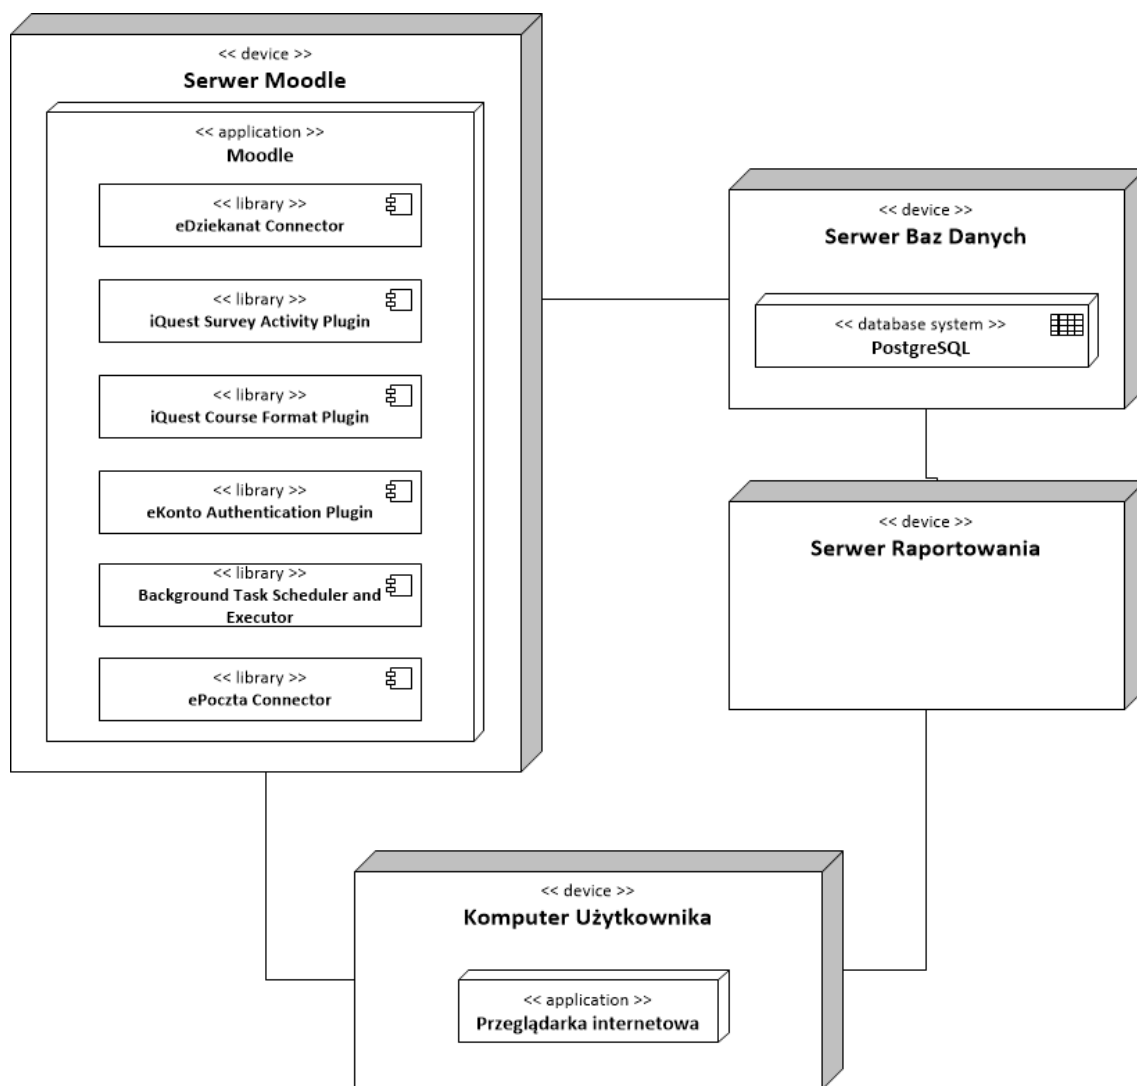 << device >>
Serwer Moodle
<< application >>
Moodle
<< library >>
eDziekanat Connector
<< library >>
iQuest Survey Activity Plugin
<< library >>
iQuest Course Format Plugin
<< library >>
eKonto Authentication Plugin
<< library >>
Background Task Scheduler and
Executor
<< library >>
ePoczta Connector
<< device >>
Serwer Baz Danych
<< database system >>
PostgreSQL
<< device >>
Serwer Raportowania
<< device >>
Komputer Użytkownika
<< application >>
Przeglądarka internetowa